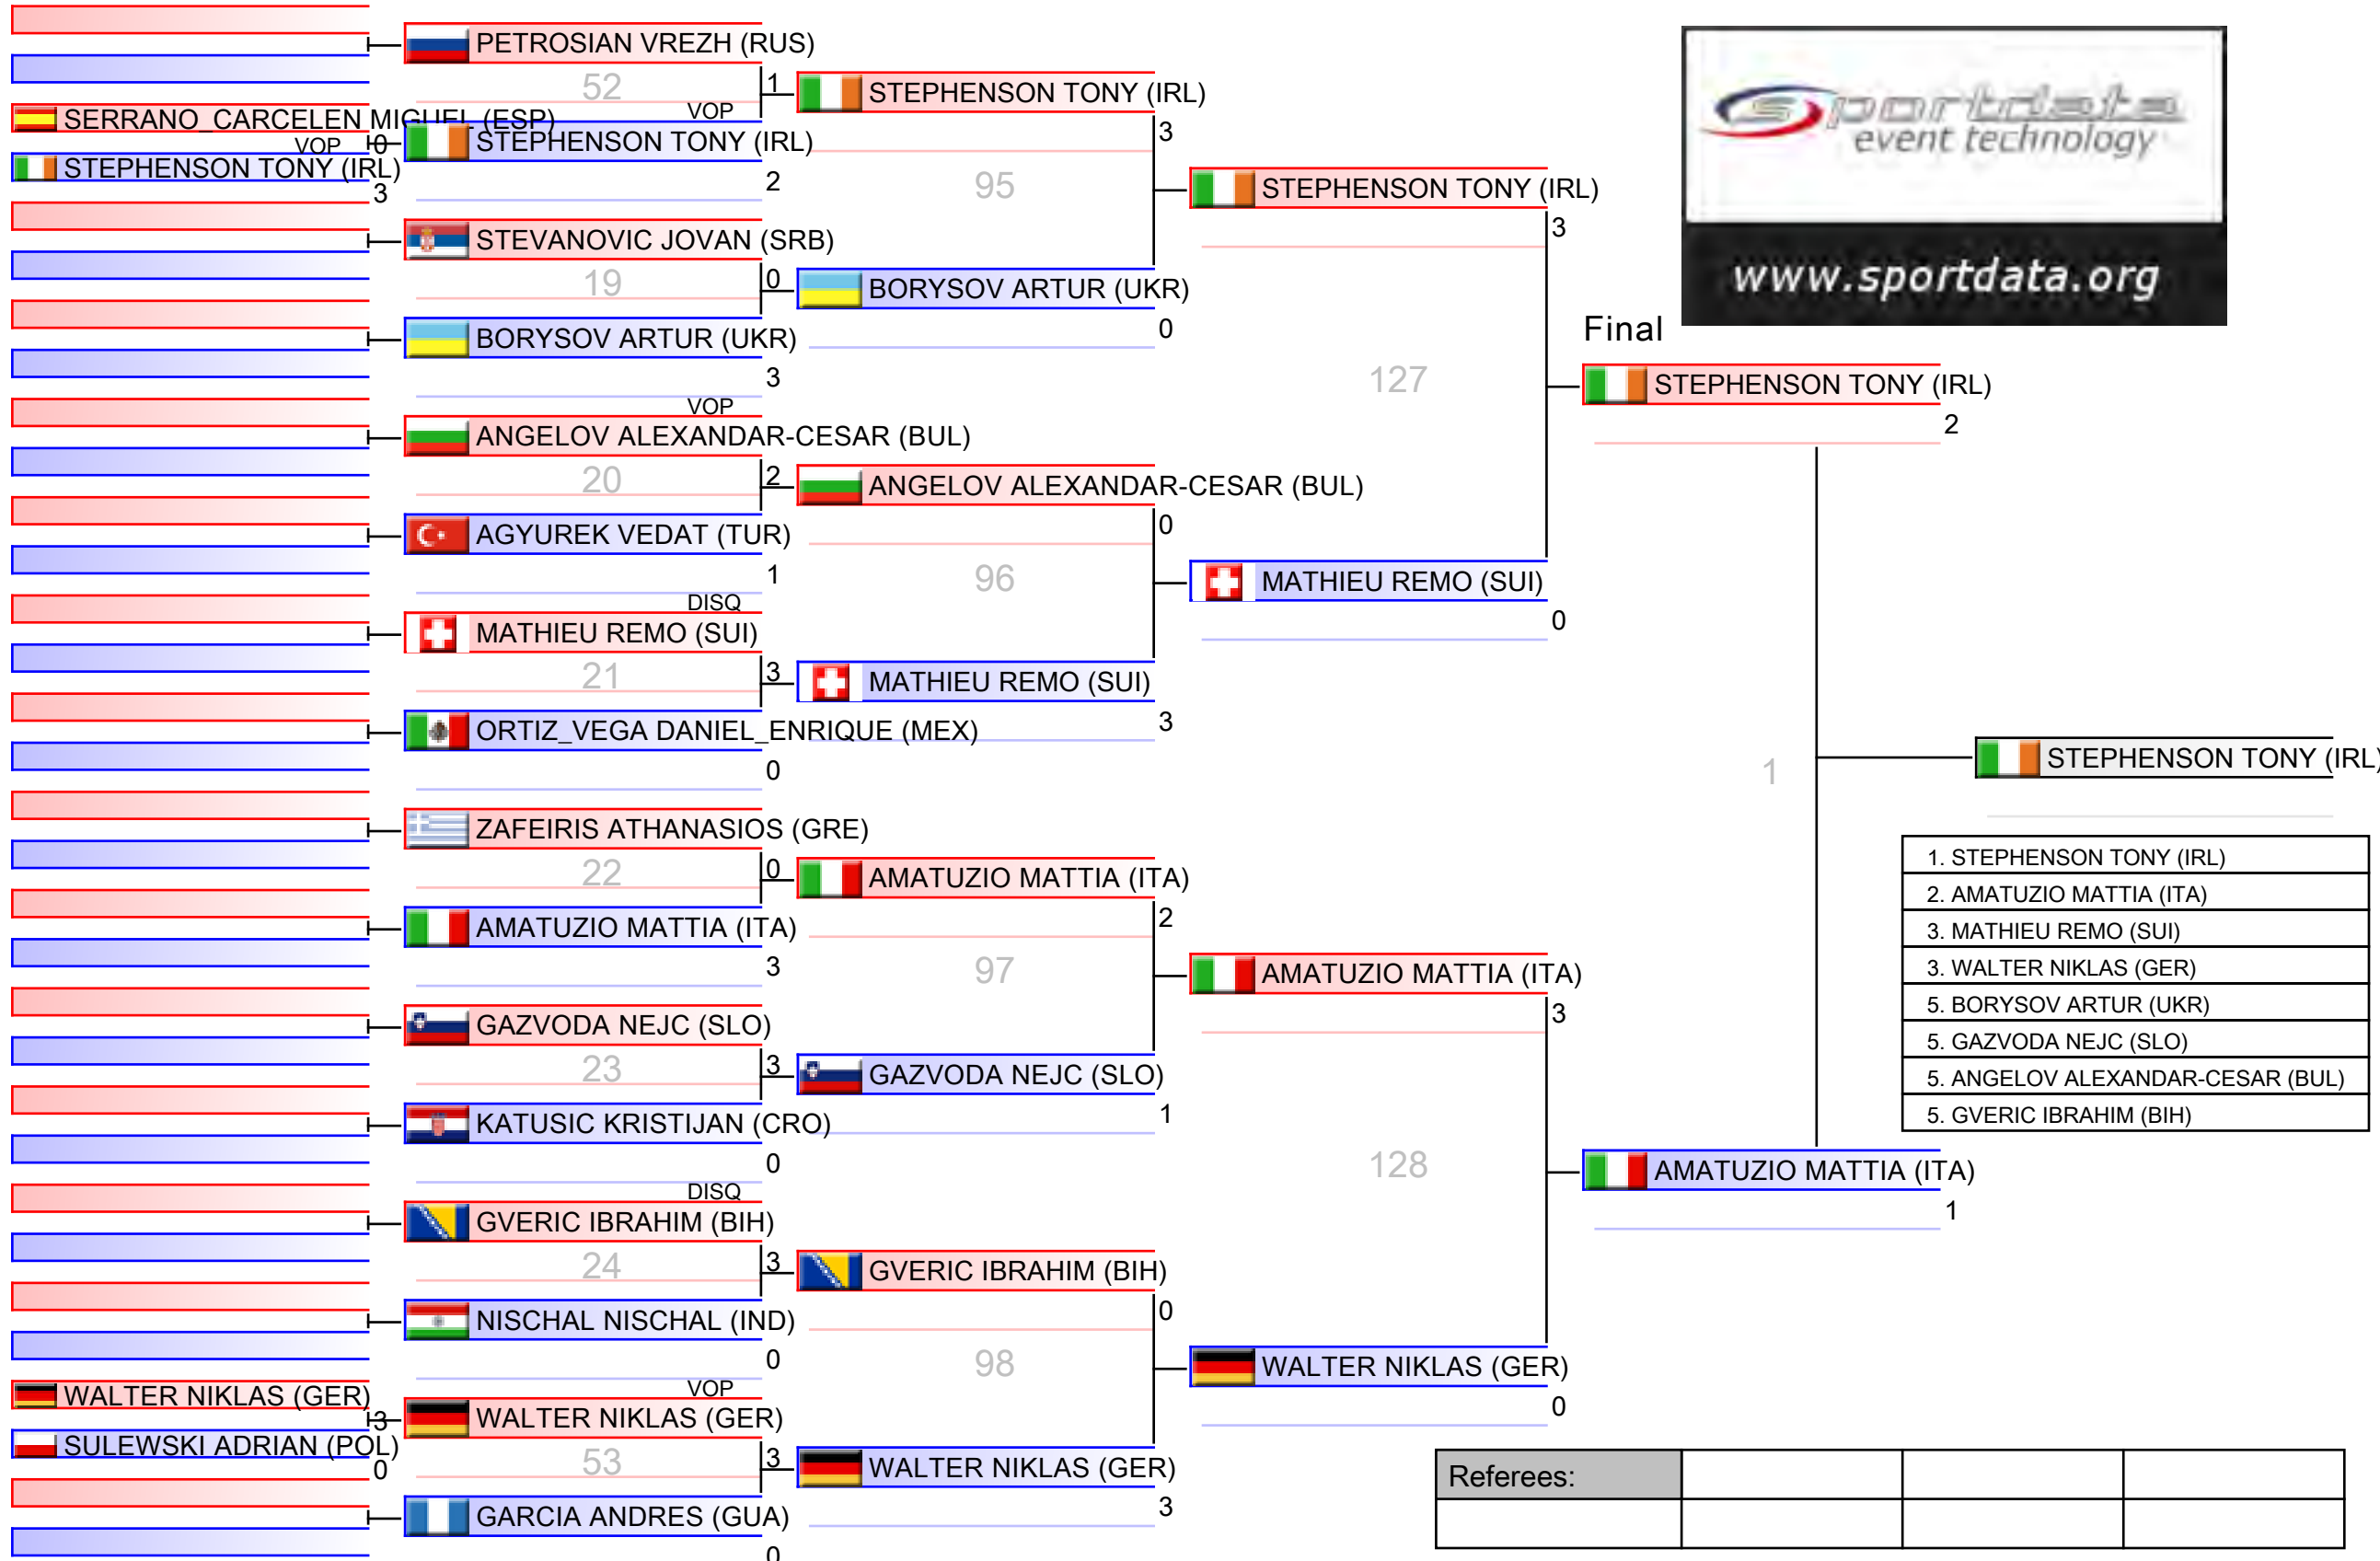 PETROSIAN VREZH (RUS)
52
1
VOP
SERRANO_CARCELEN MIGUEL (ESP)
VOP
0
STEPHENSON TONY (IRL)
3
STEPHENSON TONY (IRL)
2
STEVANOVIC JOVAN (SRB)
19
0
BORYSOV ARTUR (UKR)
3
VOP
ANGELOV ALEXANDAR-CESAR (BUL)
20
2
AGYUREK VEDAT (TUR)
1
DISQ
MATHIEU REMO (SUI)
21
3
ORTIZ_VEGA DANIEL_ENRIQUE (MEX)
0
ZAFEIRIS ATHANASIOS (GRE)
22
0
AMATUZIO MATTIA (ITA)
3
GAZVODA NEJC (SLO)
23
3
KATUSIC KRISTIJAN (CRO)
0
DISQ
GVERIC IBRAHIM (BIH)
24
3
NISCHAL NISCHAL (IND)
0
VOP
WALTER NIKLAS (GER)
3
SULEWSKI ADRIAN (POL)
0
WALTER NIKLAS (GER)
53
3
GARCIA ANDRES (GUA)
0
STEPHENSON TONY (IRL)
3
95
BORYSOV ARTUR (UKR)
0
ANGELOV ALEXANDAR-CESAR (BUL)
0
96
MATHIEU REMO (SUI)
3
AMATUZIO MATTIA (ITA)
2
97
GAZVODA NEJC (SLO)
1
GVERIC IBRAHIM (BIH)
0
98
WALTER NIKLAS (GER)
3
STEPHENSON TONY (IRL)
3
127
MATHIEU REMO (SUI)
0
AMATUZIO MATTIA (ITA)
3
128
WALTER NIKLAS (GER)
0
sportdata
event technology
www.sportdata.org
Final
STEPHENSON TONY (IRL)
2
1
AMATUZIO MATTIA (ITA)
1
STEPHENSON TONY (IRL)
1. STEPHENSON TONY (IRL)
2. AMATUZIO MATTIA (ITA)
3. MATHIEU REMO (SUI)
3. WALTER NIKLAS (GER)
5. BORYSOV ARTUR (UKR)
5. GAZVODA NEJC (SLO)
5. ANGELOV ALEXANDAR-CESAR (BUL)
5. GVERIC IBRAHIM (BIH)
Referees: